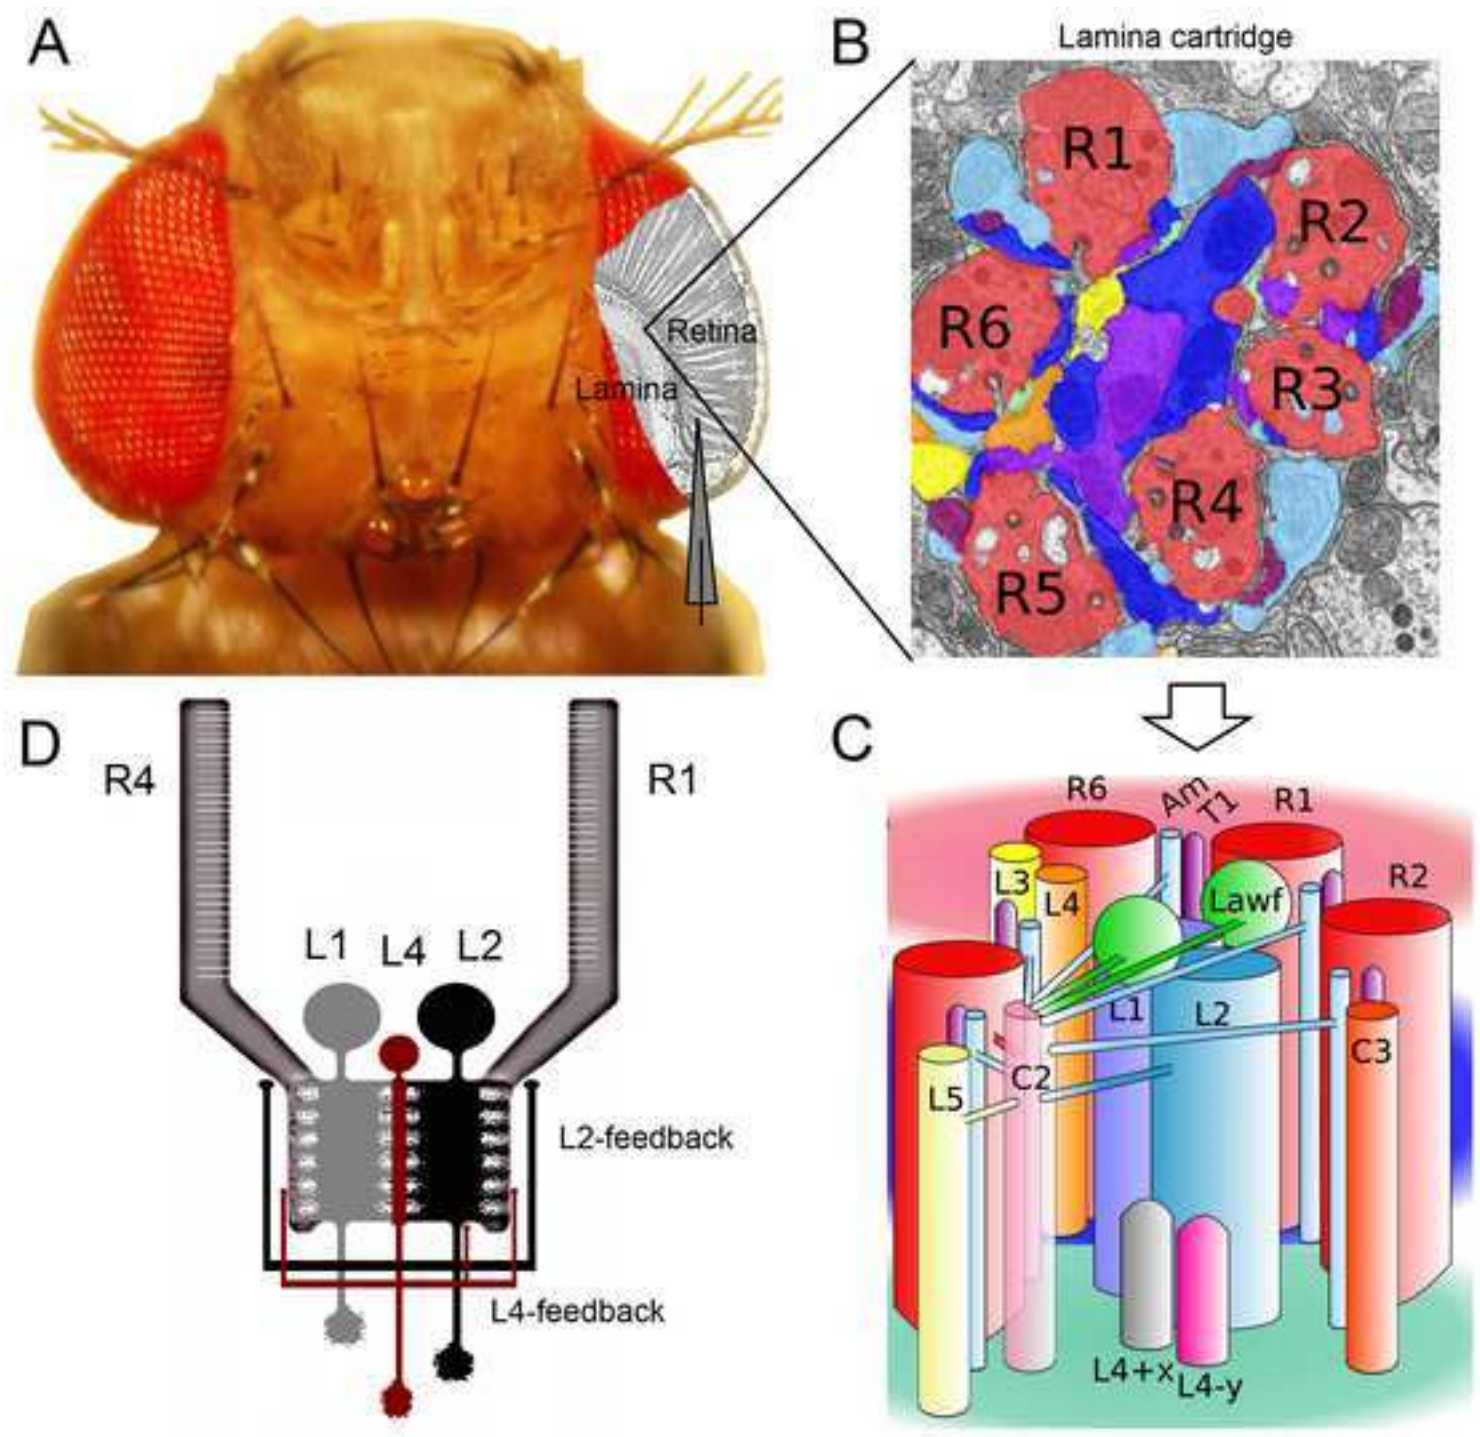 A
Retina
Lamina
B
Lamina cartridge
R1
R2
R6
R3
R4
R5
D
R4
R1
L1
L4
L2
L2-feedback
L4-feedback
C
R6
Am
T1
R1
R2
L3
L4
Lawf
L1
L2
C3
C2
L5
L4+x
L4-y